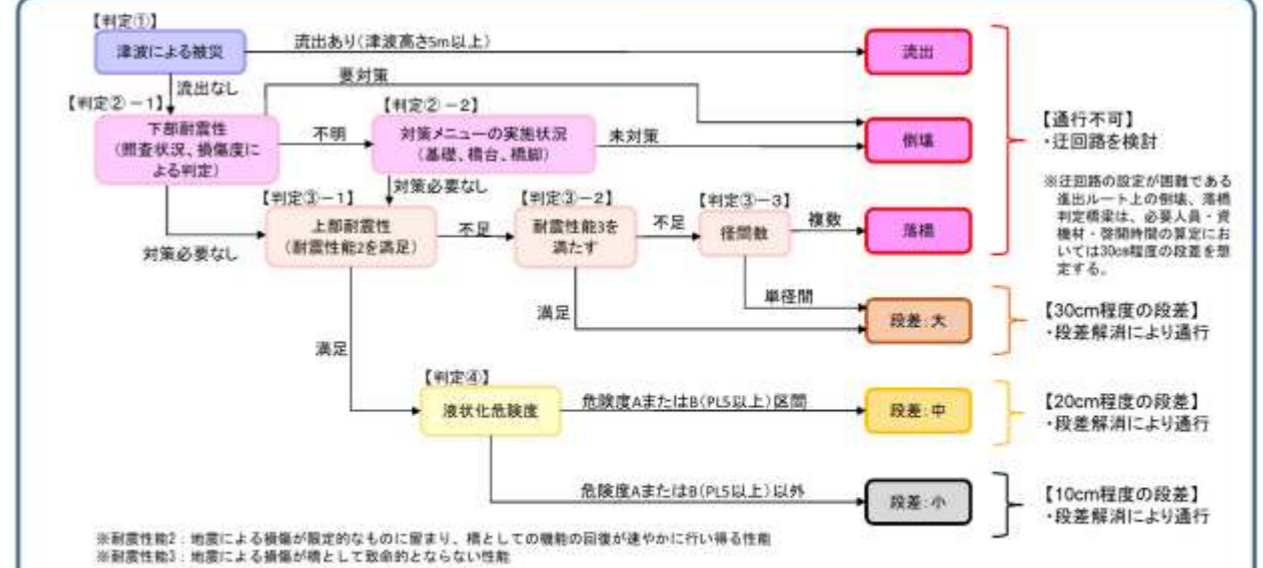 【判定①】
津波による被災
流出あり（津波高さ5m以上）
流出
流出なし
要対策
【判定②－1】
下部耐震性
（照査状況、損傷度に
よる判定）
不明
【判定②－2】
対策メニューの実施状況
（基礎、橋台、橋脚）
未対策
倒壊
【通行不可】
・迂回路を検討
※迂回路の設定が困難である
進出ルート上の倒壊、落橋
判定橋梁は、必要人員・資
機材・啓開時間の算定にお
いては30cm程度の段差を想
定する。
対策必要なし
対策必要なし
【判定③－1】
上部耐震性
（耐震性能2を満足）
不足
【判定③－2】
耐震性能3を
満たす
不足
【判定③－3】
径間数
複数
落橋
単径間
満足
段差：大
【30cm程度の段差】
・段差解消により通行
満足
【判定④】
液状化危険度
危険度AまたはB（PL5以上）区間
段差：中
【20cm程度の段差】
・段差解消により通行
危険度AまたはB（PL5以上）以外
段差：小
【10cm程度の段差】
・段差解消により通行
※耐震性能2：地震による損傷が限定的なものに留まり、橋としての機能の回復が速やかに行い得る性能
※耐震性能3：地震による損傷が橋として致命的とならない性能